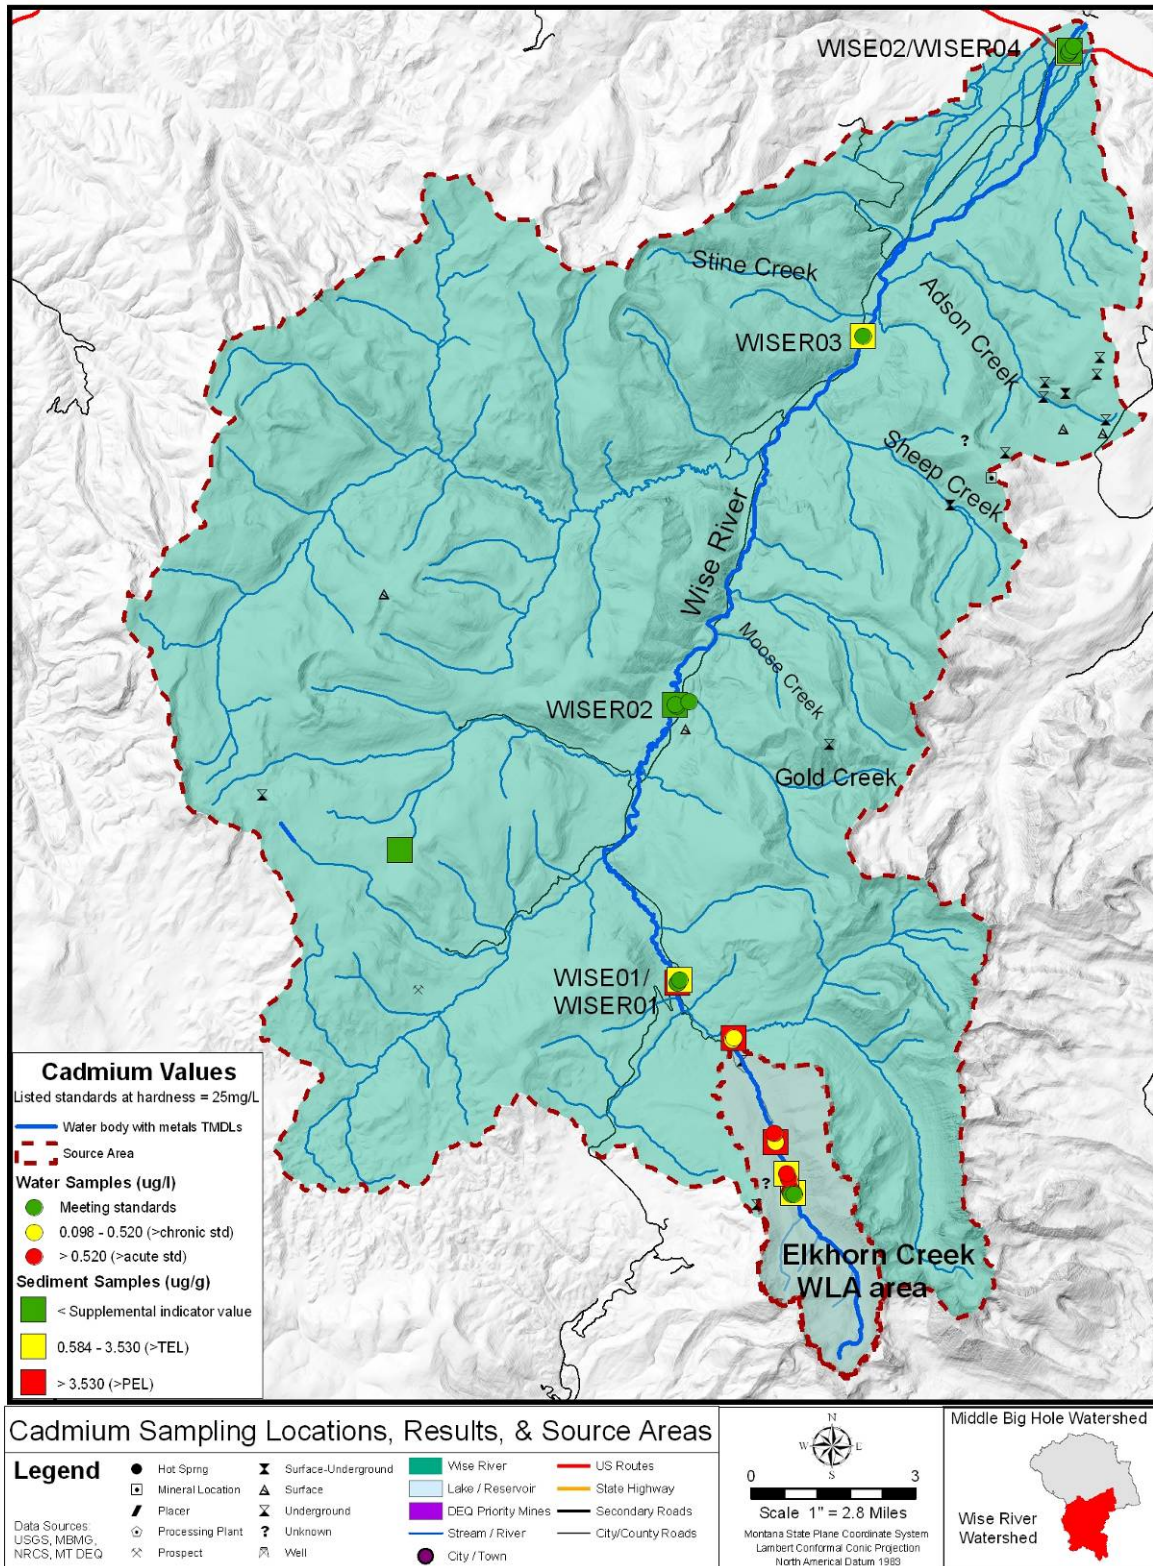 WISE02/WISER04
Stine Creek
Adson Creek
WISER03
Sheep Creek
?
Wise River
Moose Creek
WISER02
Gold Creek
WISE01/
WISER01
?
Elkhorn Creek
WLA area
Cadmium Values
Listed standards at hardness = 25mg/L
Water body with metals TMDLs
Source Area
Water Samples (ug/l)
Meeting standards
0.098 - 0.520 (>chronic std)
> 0.520 (>acute std)
Sediment Samples (ug/g)
< Supplemental indicator value
0.584 - 3.530 (>TEL)
> 3.530 (>PEL)
Cadmium Sampling Locations, Results, & Source Areas
Legend
Data Sources:
USGS, MBMG,
NRCS, MT DEQ
Hot Sprng
Mineral Location
Placer
Processing Plant
Prospect
Surface-Underground
Surface
Underground
? Unknown
Well
Wise River
Lake / Reservoir
DEQ Priority Mines
Stream / River
City / Town
US Routes
State Highway
Secondary Roads
City/County Roads
N
W E
S
0 3
Scale 1" = 2.8 Miles
Montana State Plane Coordinate System
Lambert Conformal Conic Projection
North Americal Datum 1983
Middle Big Hole Watershed
Wise River
Watershed